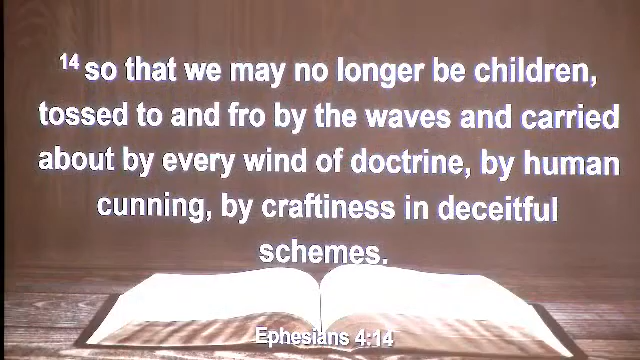 14 so that we may no longer be children,
tossed to and fro by the waves and carried
about by every wind of doctrine, by human
cunning, by craftiness in deceitful
schemes.
Ephesians 4:14